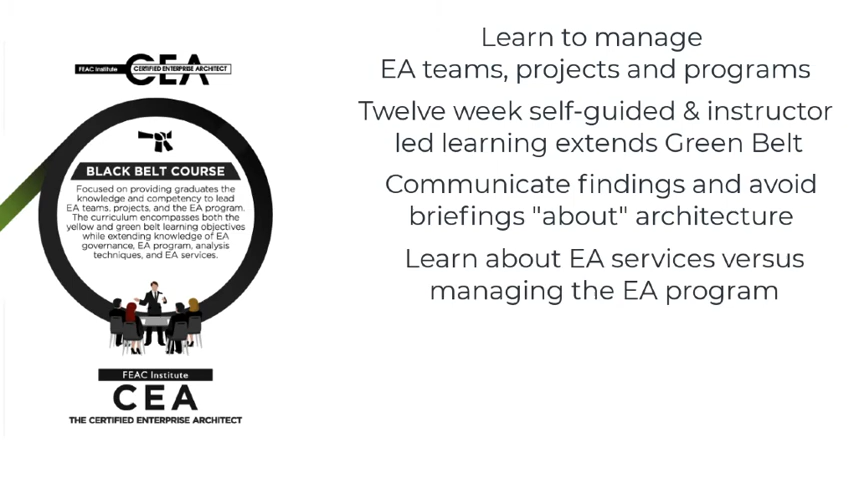 FEAC Institute
CEA
CERTIFIED ENTERPRISE ARCHITECT
BLACK BELT COURSE
Focused on providing graduates the
knowledge and competency to lead
EA teams, projects, and the EA program.
The curriculum encompasses both the
yellow and green belt learning objectives
while extending knowledge of EA
governance, EA program, analysis
techniques, and EA services.
FEAC Institute
CEA
THE CERTIFIED ENTERPRISE ARCHITECT
Learn to manage
EA teams, projects and programs
Twelve week self-guided & instructor
led learning extends Green Belt
Communicate findings and avoid
briefings "about" architecture
Learn about EA services versus
managing the EA program